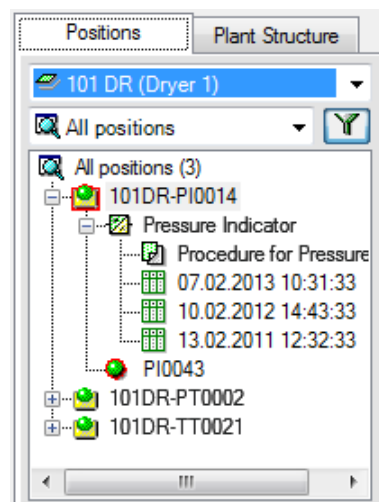 Positions Plant Structure
101 DR (Dryer 1)
All positions
All positions (3)
101DR-PI0014
Pressure Indicator
Procedure for Pressure
07.02.2013 10:31:33
10.02.2012 14:43:33
13.02.2011 12:32:33
PI0043
101DR-PT0002
101DR-TT0021